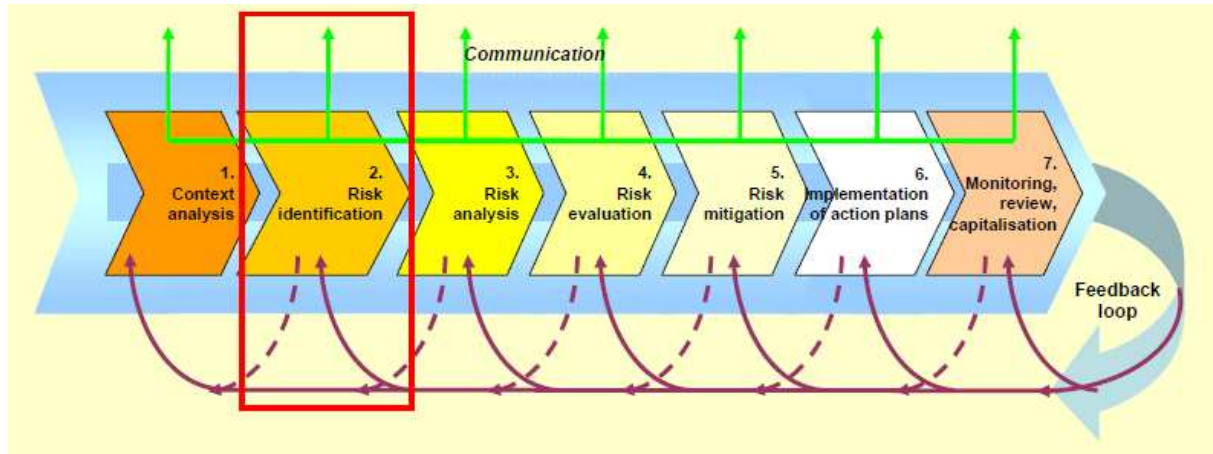 Communication
1.
Context
analysis
2.
Risk
identification
3.
Risk
analysis
4.
Risk
evaluation
5.
Risk
mitigation
6.
Implementation
of action plans
7.
Monitoring,
review,
capitalisation
Feedback
loop